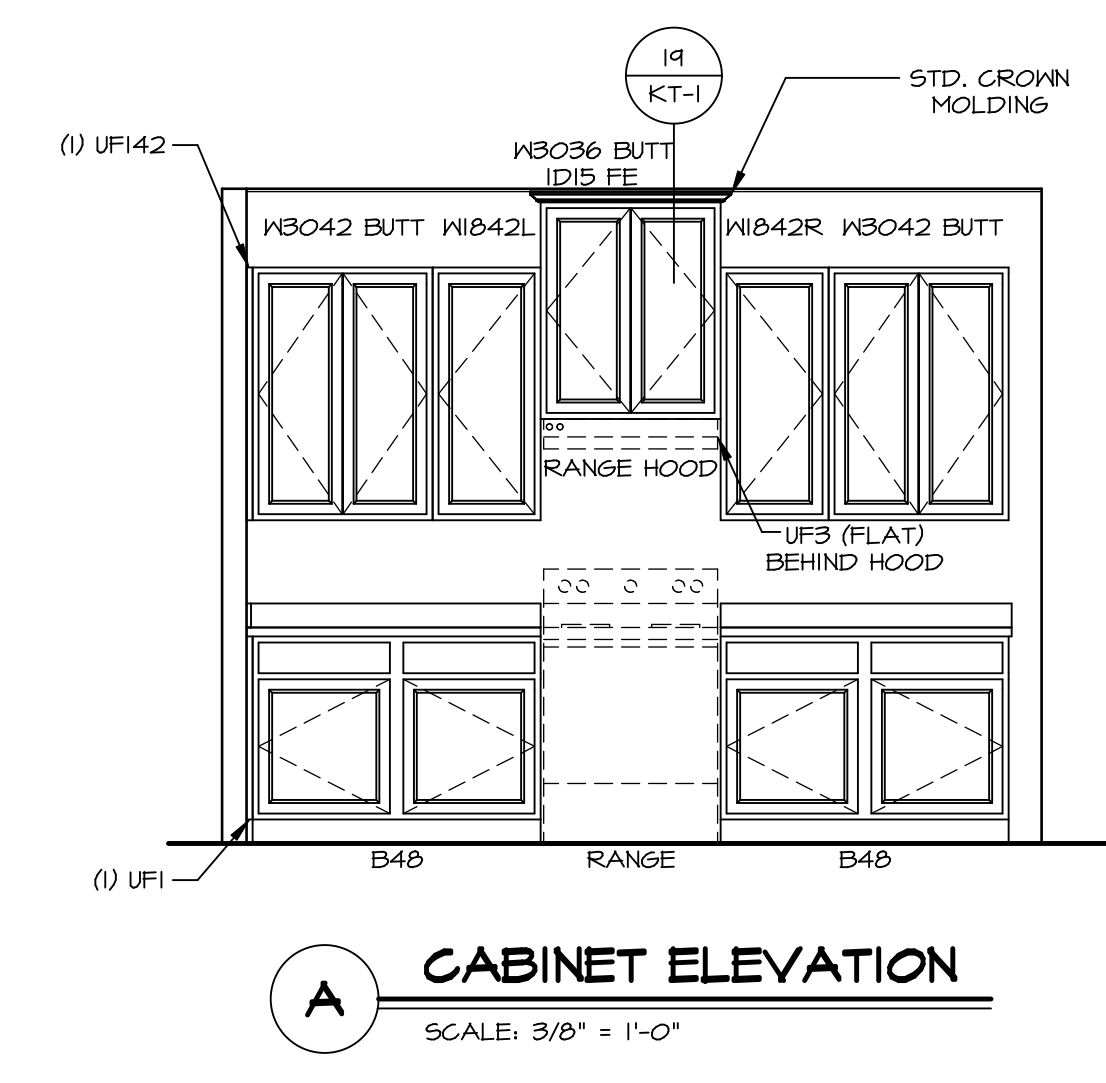 19
KT-1
STD. CROWN
MOLDING
(1) UF142
W3036 BUTT
1D15 FE
W3042 BUTT
W1842L
W1842R
W3042 BUTT
RANGE HOOD
UF3 (FLAT)
BEHIND HOOD
B48
RANGE
B48
(1) UF1
A
CABINET ELEVATION
SCALE: 3/8" = 1'-0"